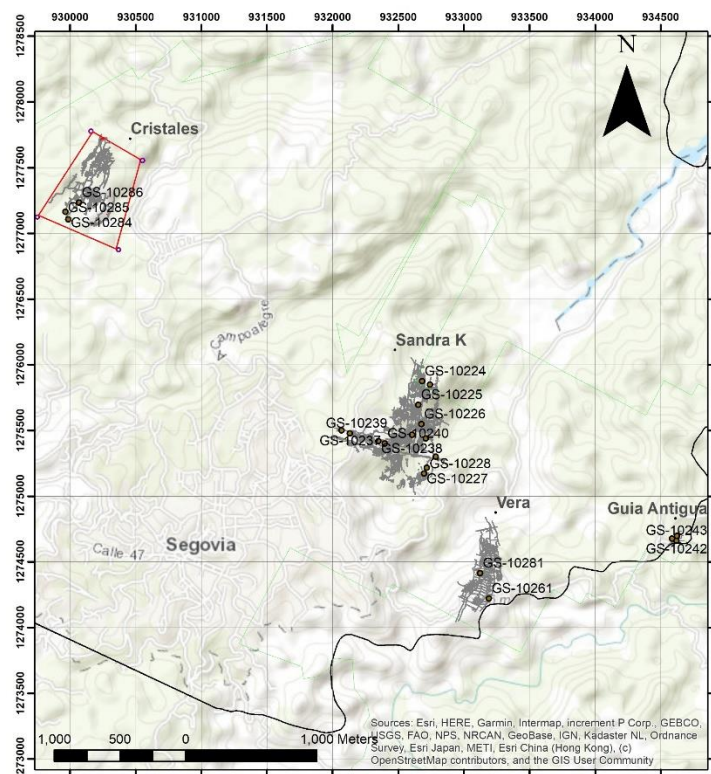 930000 930500 931000 931500 932000 932500 933000 933500 934000 934500
1278500
N
1278000
Cristales
1277500
GS-10286
GS-10285
GS-10284
1277000
1276500
Campoalegre
Sandra K
1276000
GS-10224
GS-10225
GS-10226
GS-10239
GS-10240
1275500
GS-10238
GS-10228
GS-10227
1275000
Vera
Guia Antigua
GS-10243
Segovia
Calle 47
GS-10242
1274500
GS-10281
GS-10261
1274000
1273500
1,000 500 0 1,000 Meters
1273000
Sources: Esri, HERE, Garmin, Intermap, increment P Corp., GEBCO,
USGS, FAO, NPS, NRCAN, GeoBase, IGN, Kadaster NL, Ordnance
Survey, Esri Japan, METI, Esri China (Hong Kong), (c)
OpenStreetMap contributors, and the GIS User Community